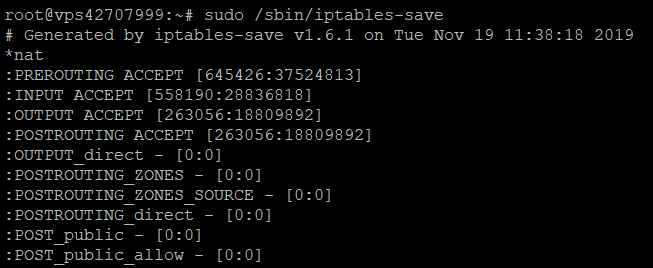 root@vps42707999:~# sudo /sbin/iptables-save
# Generated by iptables-save v1.6.1 on Tue Nov 19 11:38:18 2019
*nat
:PREROUTING ACCEPT [645426:37524813]
:INPUT ACCEPT [558190:28836818]
:OUTPUT ACCEPT [263056:18809892]
:POSTROUTING ACCEPT [263056:18809892]
:OUTPUT_direct - [0:0]
:POSTROUTING_ZONES - [0:0]
:POSTROUTING_ZONES_SOURCE - [0:0]
:POSTROUTING_direct - [0:0]
:POST_public - [0:0]
:POST_public_allow - [0:0]